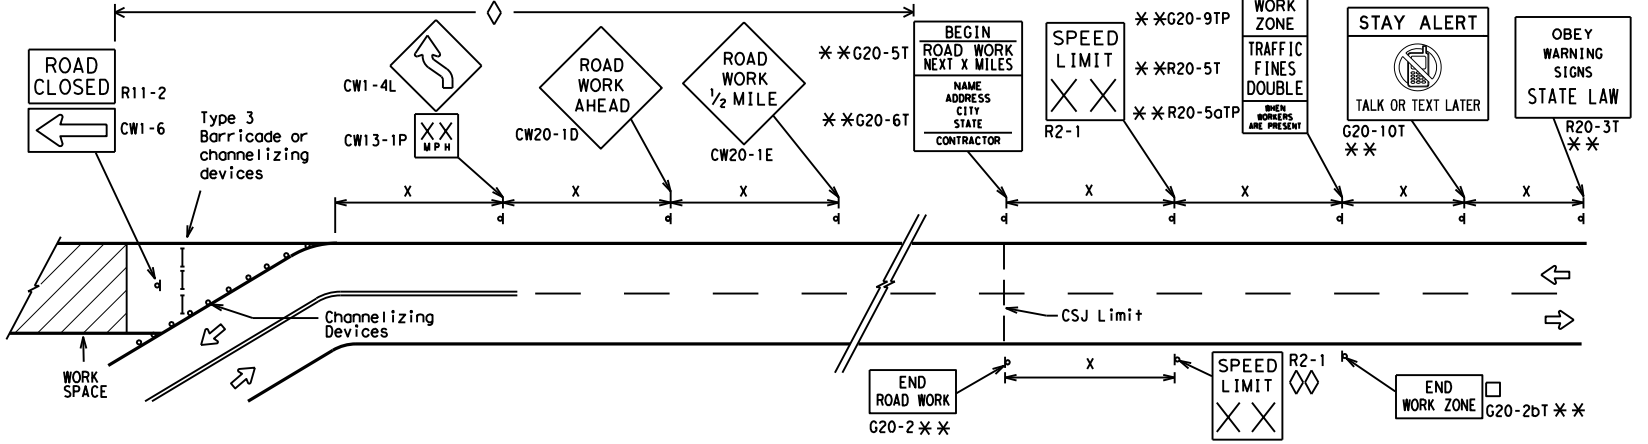 ROAD
CLOSED
R11-2
CW1-6
Type 3
Barricade or
channelizing
devices
CW1-4L
XX
MPH
CW13-1P
ROAD
WORK
AHEAD
CW20-1D
ROAD
WORK
1/2 MILE
CW20-1E
**G20-5T
BEGIN
ROAD WORK
NEXT X MILES
**G20-6T
NAME
ADDRESS
CITY
STATE
CONTRACTOR
SPEED
LIMIT
XX
R2-1
**G20-9TP
WORK
ZONE
**R20-5T
TRAFFIC
FINES
DOUBLE
**R20-5aTP
WHEN
WORKERS
ARE PRESENT
STAY ALERT
TALK OR TEXT LATER
G20-10T
**
OBEY
WARNING
SIGNS
STATE LAW
R20-3T
**
X
X
X
X
X
X
X
Channelizing
Devices
CSJ Limit
WORK
SPACE
X
END
ROAD WORK
G20-2 **
SPEED
LIMIT
XX
R2-1
END
WORK ZONE
G20-2bT **